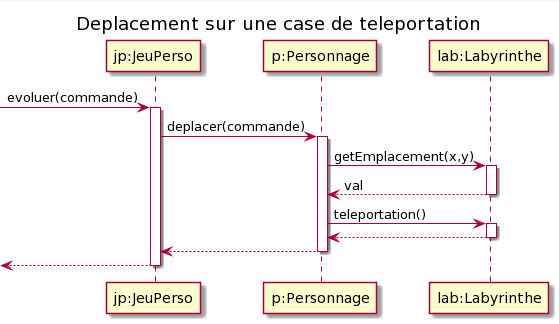 Deplacement sur une case de teleportation
jp:JeuPerso p:Personnage lab:Labyrinthe
evoluer(commande)
deplacer(commande)
getEmplacement(x,y)
val
teleportation()
jp:JeuPerso p:Personnage lab:Labyrinthe